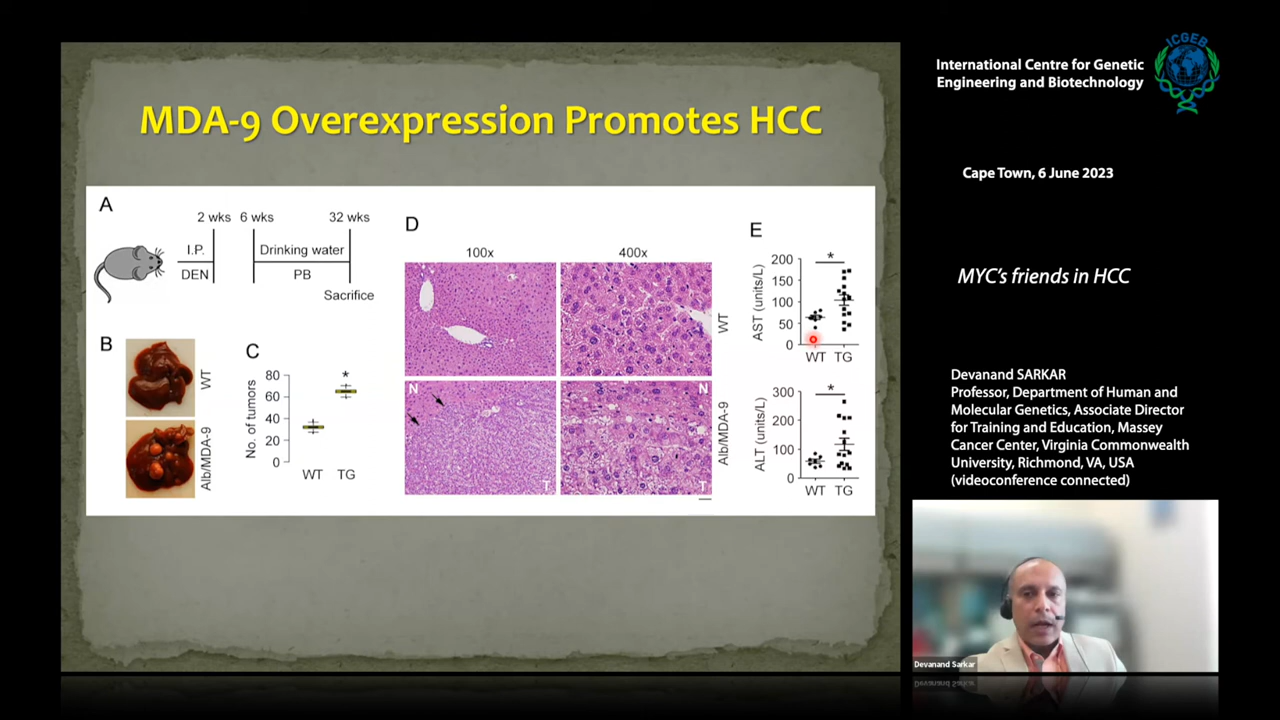 MDA-9 Overexpression Promotes HCC
A
2 wks 6 wks 32 wks
I.P.
Drinking water
DEN
PB
Sacrifice
B
WT
Alb/MDA-9
C
No. of tumors
80
60
40
20
0
*
WT TG
D
100x 400x
WT
N
N
T
T
Alb/MDA-9
E
AST (units/L)
200
150
100
50
0
*
WT TG
ALT (units/L)
300
200
100
0
*
WT TG
International Centre for Genetic
Engineering and Biotechnology
ICGEB
Cape Town, 6 June 2023
MYC's friends in HCC
Devanand SARKAR
Professor, Department of Human and
Molecular Genetics, Associate Director
for Training and Education, Massey
Cancer Center, Virginia Commonwealth
University, Richmond, VA, USA
(videoconference connected)
Devanand Sarkar